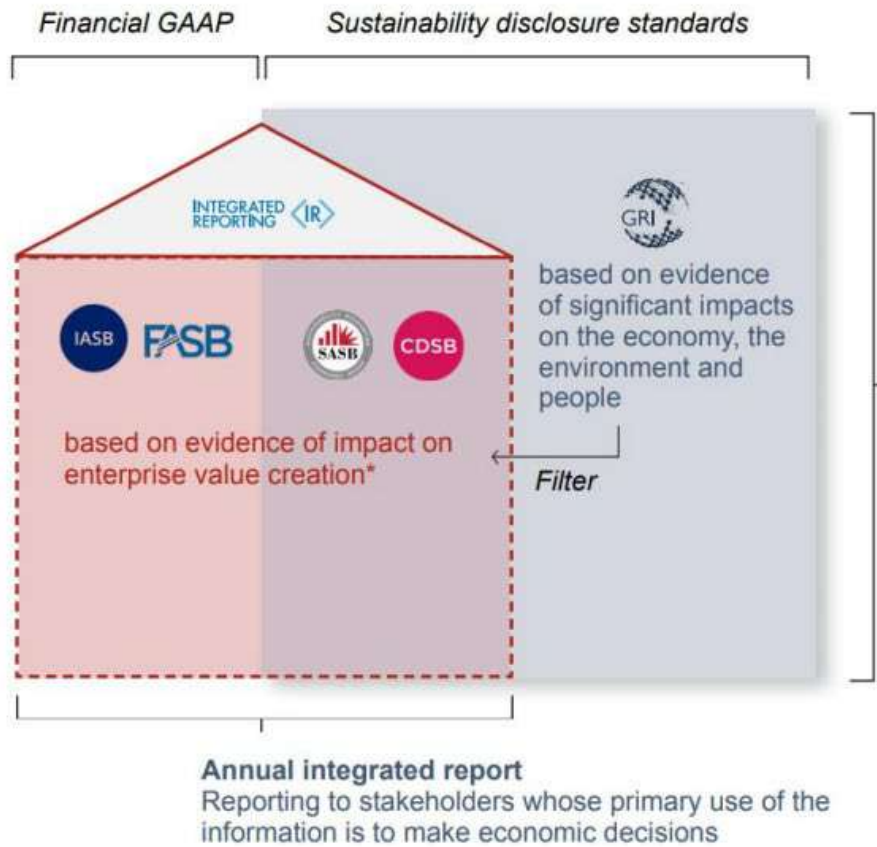 Financial GAAP
Sustainability disclosure standards
INTEGRATED
REPORTING <IR>
GRI
based on evidence
of significant impacts
on the economy, the
environment and
people
IASB
FASB
SASB
CDSB
based on evidence of impact on
enterprise value creation*
Filter
Annual integrated report
Reporting to stakeholders whose primary use of the
information is to make economic decisions